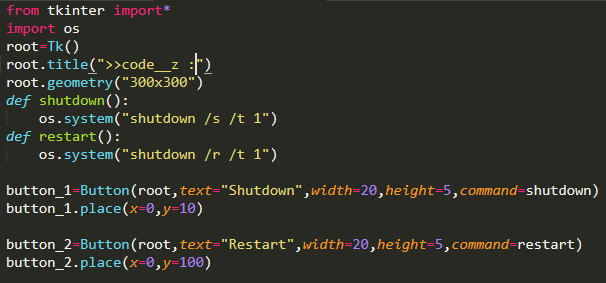 from tkinter import*
import os
root=Tk()
root.title(">>code__z :")
root.geometry("300x300")
def shutdown():
    os.system("shutdown /s /t 1")
def restart():
    os.system("shutdown /r /t 1")

button_1=Button(root,text="Shutdown",width=20,height=5,command=shutdown)
button_1.place(x=0,y=10)

button_2=Button(root,text="Restart",width=20,height=5,command=restart)
button_2.place(x=0,y=100)